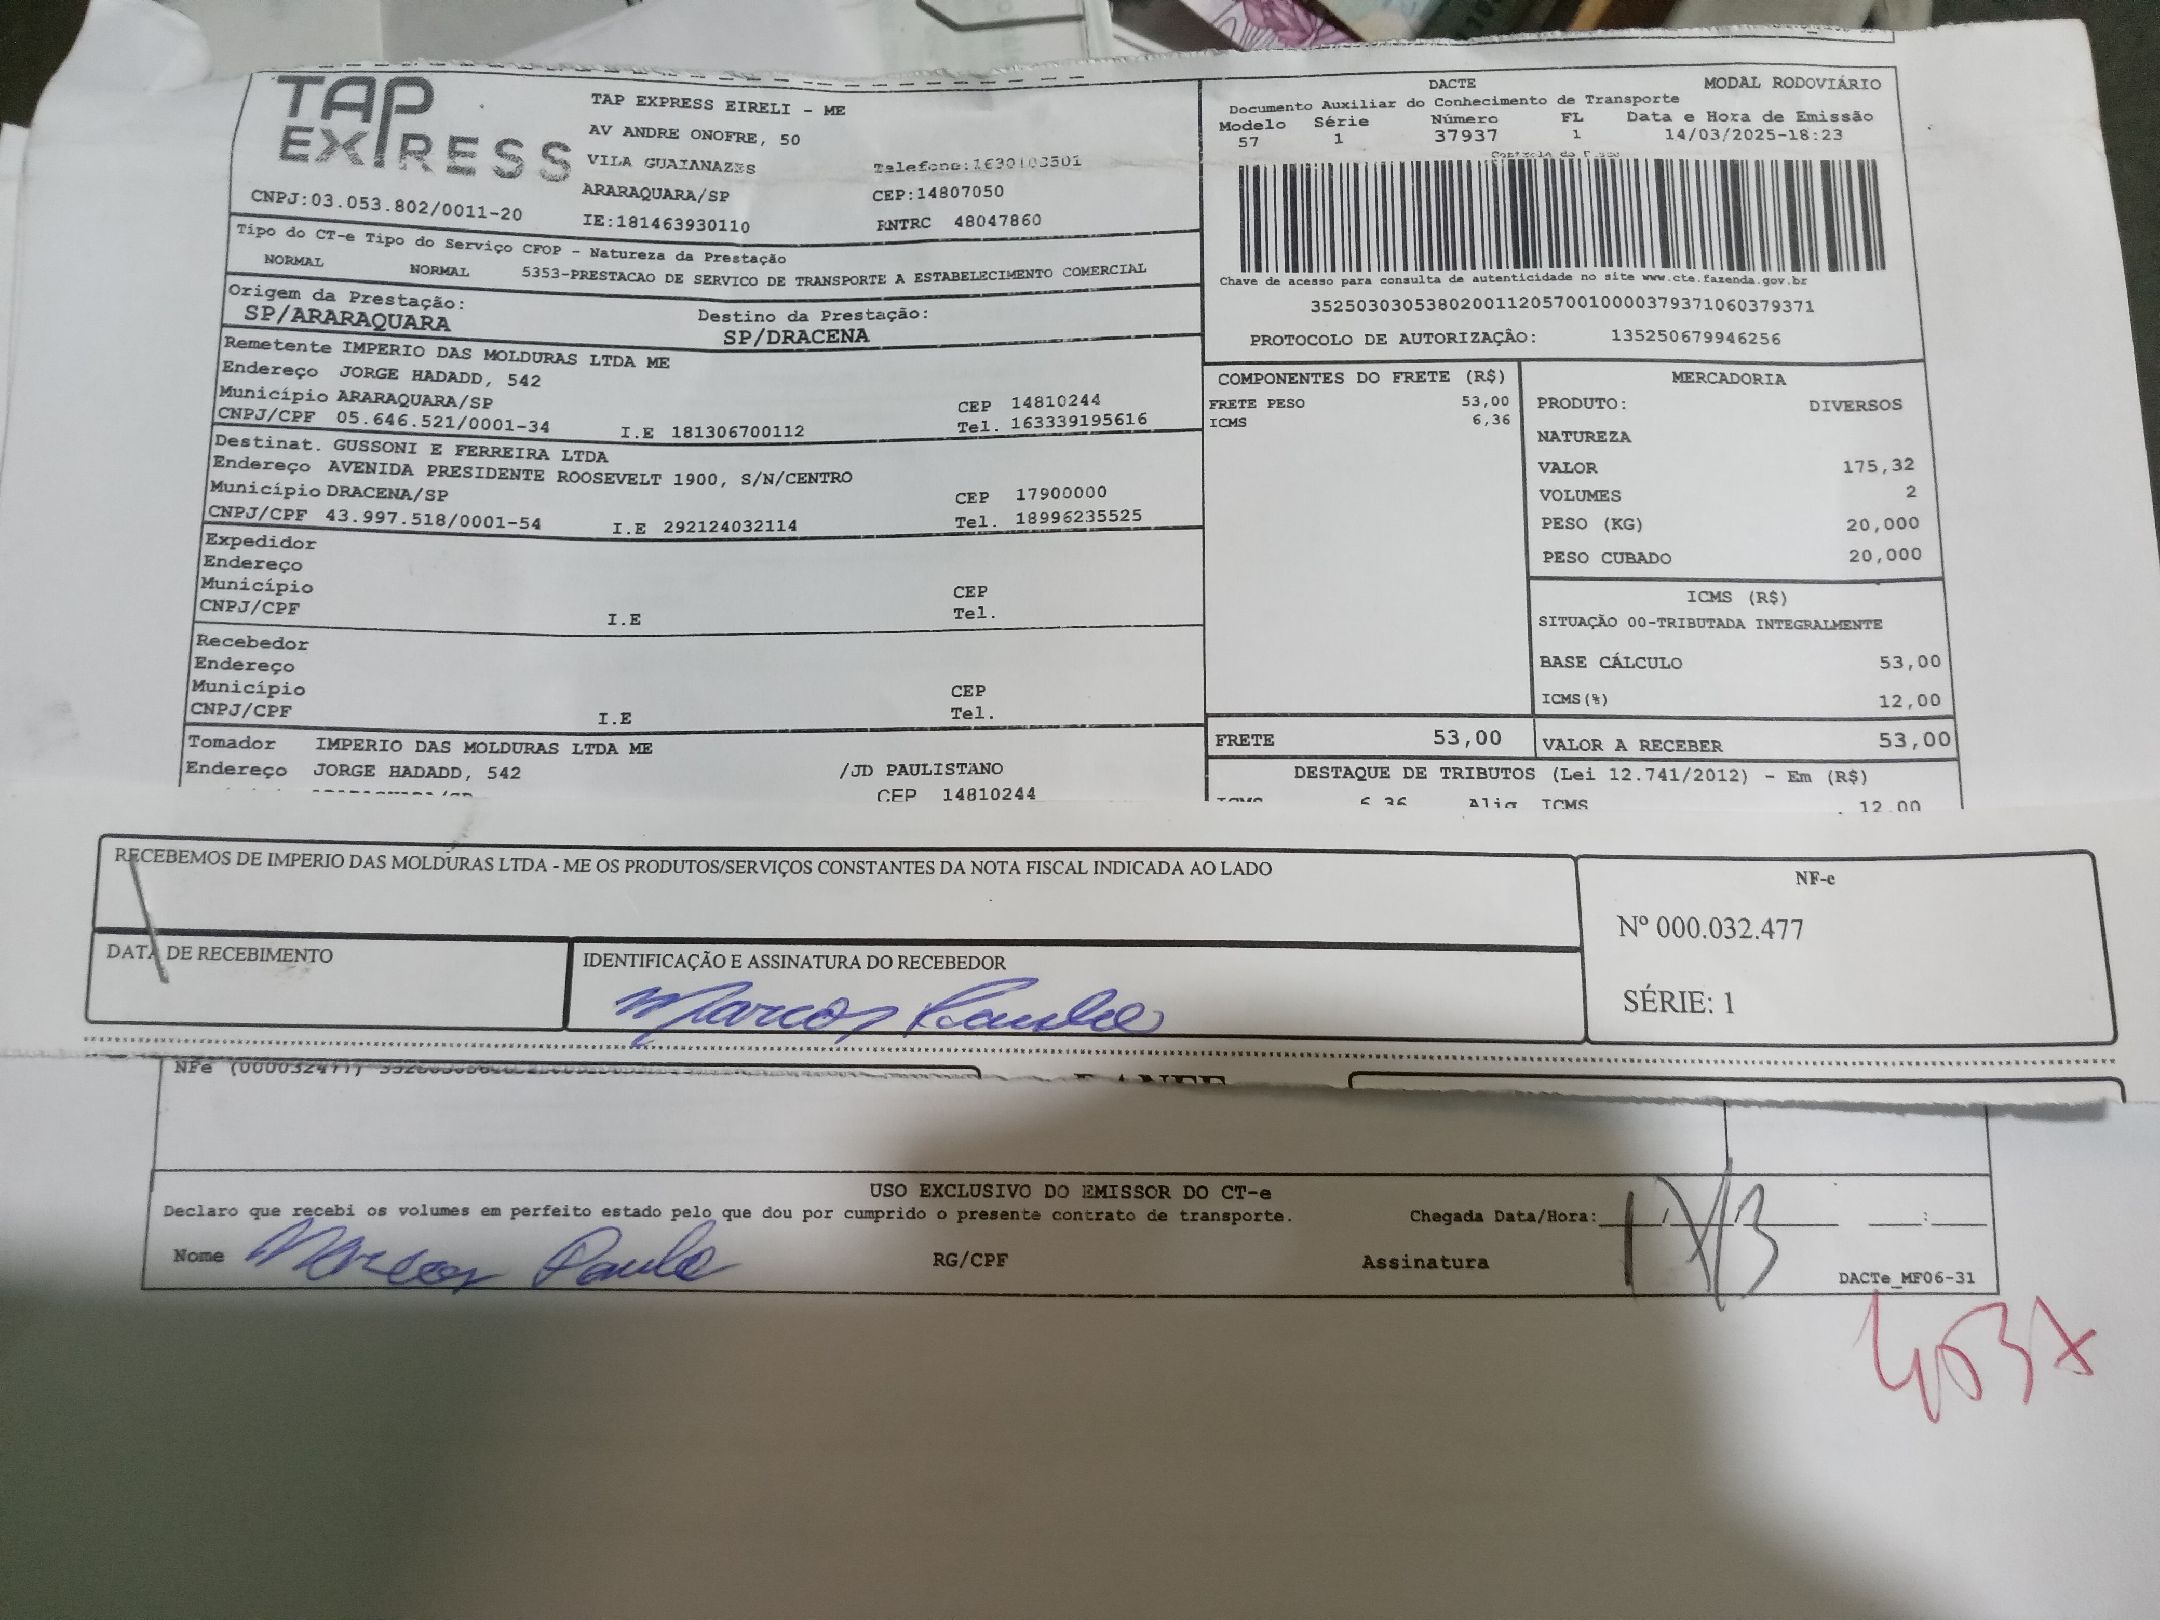 TAP
EXPRESS
TAP EXPRESS EIRELI - ME
AV ANDRE ONOFRE, 50
VILA GUAIANAZES
ARARAQUARA/SP CEP:14807050
CNPJ:03.053.802/0011-20 IE:181463930110 RNTRC 48047860
DACTE MODAL RODOVIÁRIO
Documento Auxiliar do Conhecimento de Transporte
Modelo Série Número FL Data e Hora de Emissão
57 1 37937 1 14/03/2025-18:23
Chave de acesso para consulta de autenticidade no site www.cte.fazenda.gov.br
35250303053802001120570010000379371060379371
PROTOCOLO DE AUTORIZAÇÃO: 135250679946256
Tipo do CT-e Tipo do Serviço CFOP - Natureza da Prestação
NORMAL NORMAL 5353-PRESTACAO DE SERVICO DE TRANSPORTE A ESTABELECIMENTO COMERCIAL
Origem da Prestação: Destino da Prestação:
SP/ARARAQUARA SP/DRACENA
Remetente IMPERIO DAS MOLDURAS LTDA ME
Endereço JORGE HADADD, 542
Município ARARAQUARA/SP CEP 14810244
CNPJ/CPF 05.646.521/0001-34 I.E 181306700112 Tel. 163339195616
Destinat. GUSSONI E FERREIRA LTDA
Endereço AVENIDA PRESIDENTE ROOSEVELT 1900, S/N/CENTRO
Município DRACENA/SP CEP 17900000
CNPJ/CPF 43.997.518/0001-54 I.E 292124032114 Tel. 18996235525
Expedidor
Endereço
Município CEP
CNPJ/CPF I.E Tel.
Recebedor
Endereço
Município CEP
CNPJ/CPF I.E Tel.
Tomador IMPERIO DAS MOLDURAS LTDA ME
Endereço JORGE HADADD, 542 /JD PAULISTANO
CEP 14810244
COMPONENTES DO FRETE (R$)
FRETE PESO 53,00
ICMS 6,36
FRETE 53,00
MERCADORIA
PRODUTO: DIVERSOS
NATUREZA
VALOR 175,32
VOLUMES 2
PESO (KG) 20,000
PESO CUBADO 20,000
ICMS (R$)
SITUAÇÃO 00-TRIBUTADA INTEGRALMENTE
BASE CÁLCULO 53,00
ICMS(%) 12,00
VALOR A RECEBER 53,00
DESTAQUE DE TRIBUTOS (Lei 12.741/2012) - Em (R$)
ICMS 6,36 Aliq ICMS 12,00
RECEBEMOS DE IMPERIO DAS MOLDURAS LTDA - ME OS PRODUTOS/SERVIÇOS CONSTANTES DA NOTA FISCAL INDICADA AO LADO
DATA DE RECEBIMENTO
IDENTIFICAÇÃO E ASSINATURA DO RECEBEDOR
Marcos Paulo
NF-e
Nº 000.032.477
SÉRIE: 1
USO EXCLUSIVO DO EMISSOR DO CT-e
Declaro que recebi os volumes em perfeito estado pelo que dou por cumprido o presente contrato de transporte. Chegada Data/Hora:
Nome Marcos Paulo RG/CPF Assinatura
DACTe_MF06-31